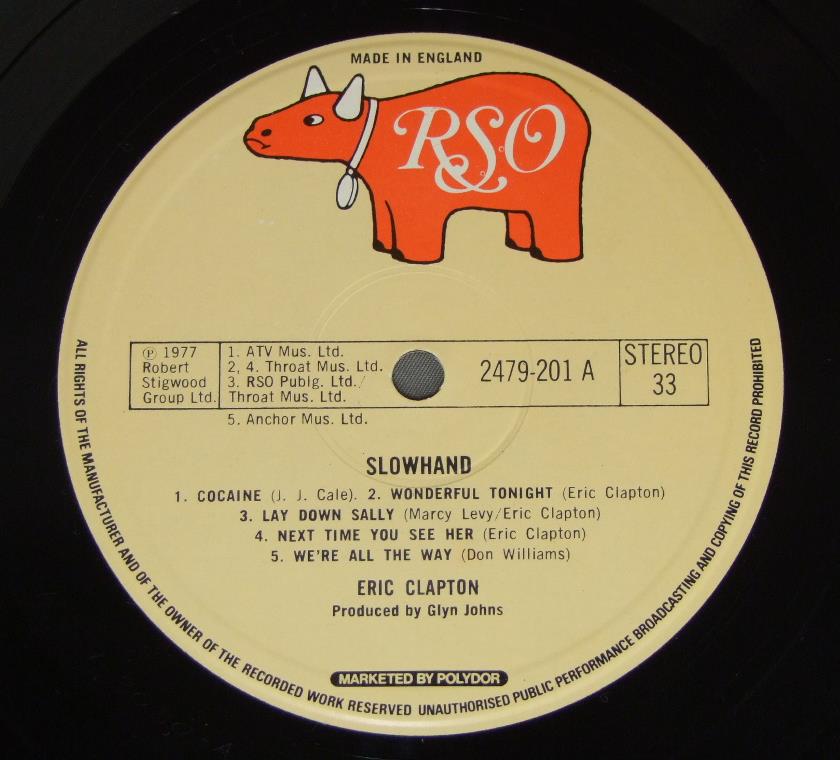 MADE IN ENGLAND
RSO
℗ 1977
Robert
Stigwood
Group Ltd.
1. ATV Mus. Ltd.
2, 4. Throat Mus. Ltd.
3. RSO Publg. Ltd./
Throat Mus. Ltd.
5. Anchor Mus. Ltd.
2479-201 A
STEREO
33
SLOWHAND
1. COCAINE (J. J. Cale). 2. WONDERFUL TONIGHT (Eric Clapton)
3. LAY DOWN SALLY (Marcy Levy/Eric Clapton)
4. NEXT TIME YOU SEE HER (Eric Clapton)
5. WE'RE ALL THE WAY (Don Williams)
ERIC CLAPTON
Produced by Glyn Johns
MARKETED BY POLYDOR
ALL RIGHTS OF THE MANUFACTURER AND OF THE OWNER OF THE RECORDED WORK RESERVED UNAUTHORISED PUBLIC PERFORMANCE BROADCASTING AND COPYING OF THIS RECORD PROHIBITED